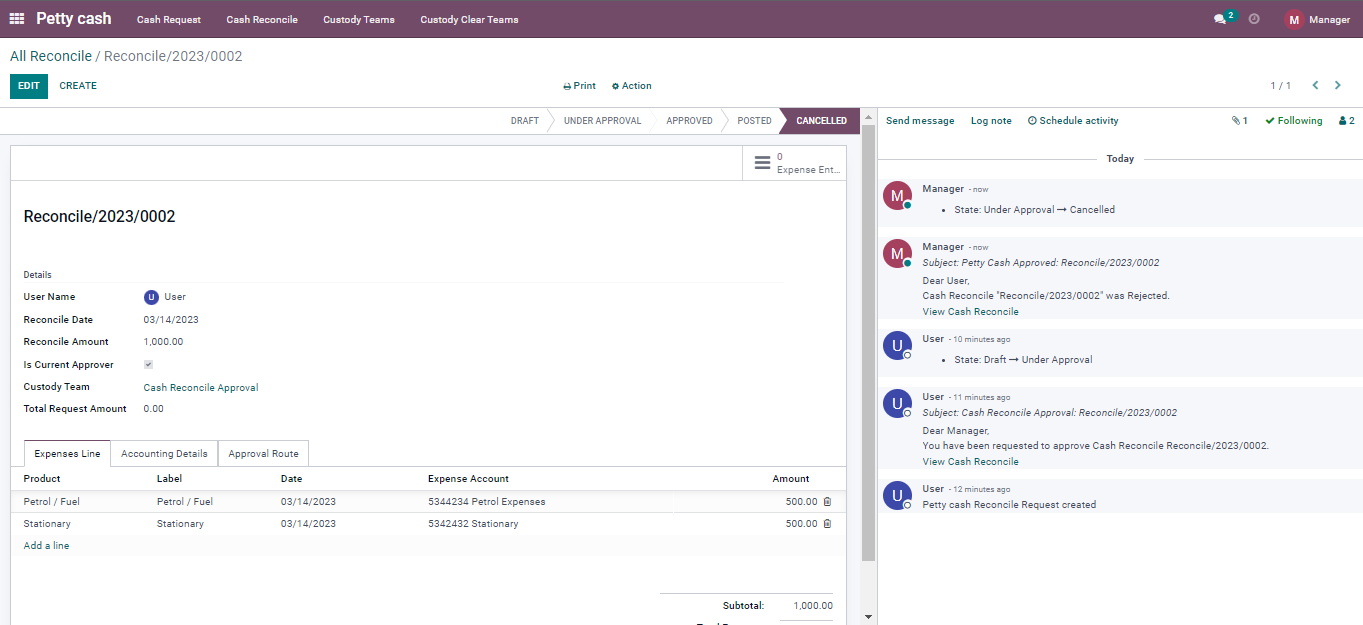 Petty cash Cash Request Cash Reconcile Custody Teams Custody Clear Teams 2 M Manager
All Reconcile / Reconcile/2023/0002
EDIT CREATE Print Action 1 / 1
DRAFT UNDER APPROVAL APPROVED POSTED CANCELLED
0
Expense Ent...
Reconcile/2023/0002
Details
User Name U User
Reconcile Date 03/14/2023
Reconcile Amount 1,000.00
Is Current Approver
Custody Team Cash Reconcile Approval
Total Request Amount 0.00
Expenses Line Accounting Details Approval Route
Product Label Date Expense Account Amount
Petrol / Fuel Petrol / Fuel 03/14/2023 5344234 Petrol Expenses 500.00
Stationary Stationary 03/14/2023 5342432 Stationary 500.00
Add a line
Subtotal: 1,000.00
Send message Log note Schedule activity 1 Following 2
Today
M Manager - now
• State: Under Approval → Cancelled
M Manager - now
Subject: Petty Cash Approved: Reconcile/2023/0002
Dear User,
Cash Reconcile "Reconcile/2023/0002" was Rejected.
View Cash Reconcile
U User - 10 minutes ago
• State: Draft → Under Approval
U User - 11 minutes ago
Subject: Cash Reconcile Approval: Reconcile/2023/0002
Dear Manager,
You have been requested to approve Cash Reconcile Reconcile/2023/0002.
View Cash Reconcile
U User - 12 minutes ago
Petty cash Reconcile Request created